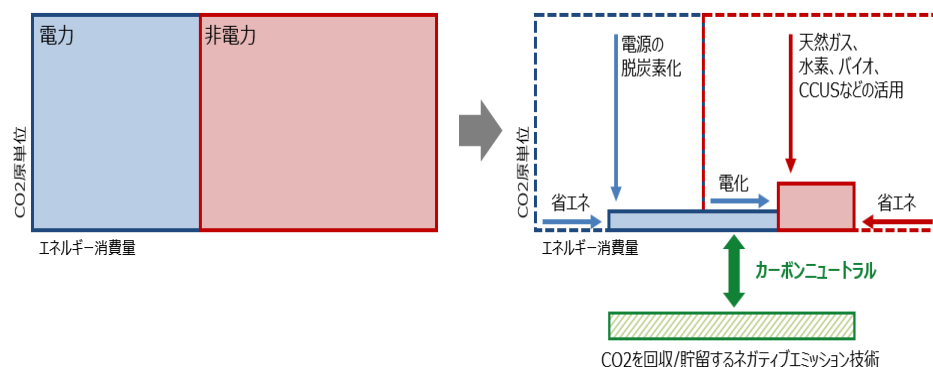 電力
非電力
CO2原単位
エネルギー消費量
電源の
脱炭素化
天然ガス、
水素、バイオ、
CCUSなどの活用
CO2原単位
省エネ
電化
省エネ
エネルギー消費量
カーボンニュートラル
CO2を回収/貯留するネガティブエミッション技術